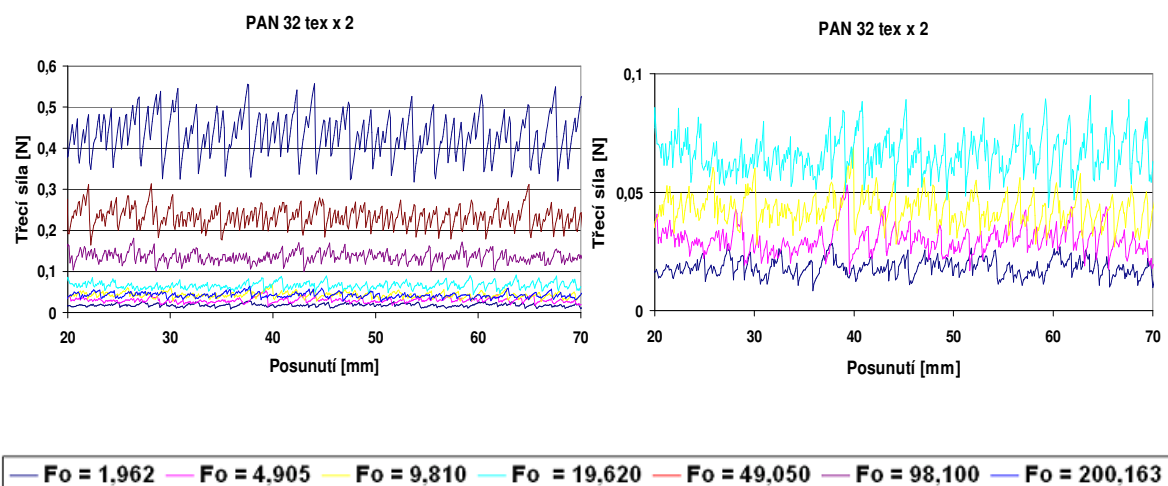 PAN 32 tex x 2
Třecí síla [N]
0,6
0,5
0,4
0,3
0,2
0,1
0
20 30 40 50 60 70
Posunutí [mm]
PAN 32 tex x 2
Třecí síla [N]
0,1
0,05
0
20 30 40 50 60 70
Posunutí [mm]
Fo = 1,962 Fo = 4,905 Fo = 9,810 Fo = 19,620 Fo = 49,050 Fo = 98,100 Fo = 200,163